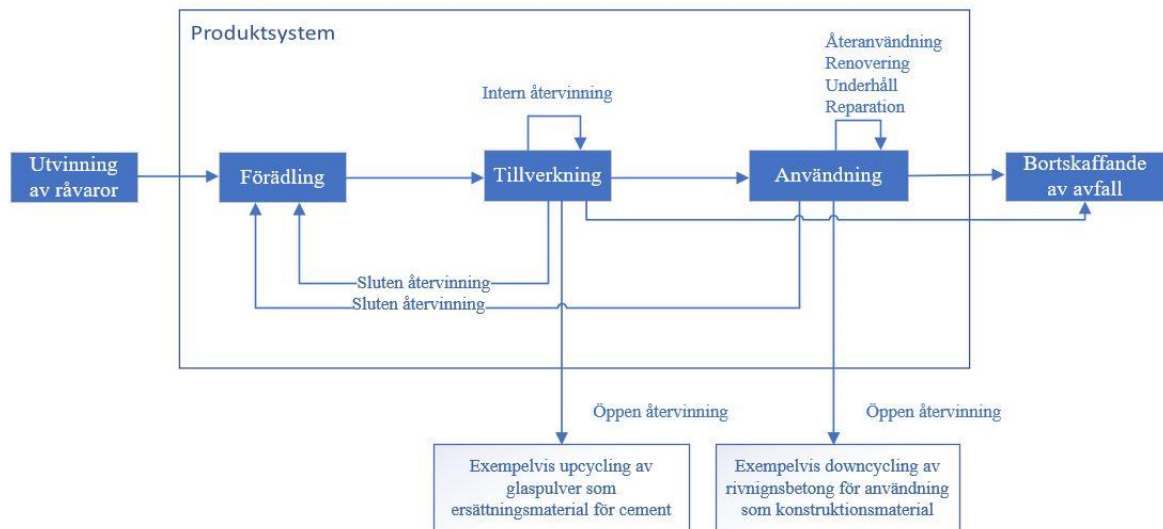 Produktsystem
Återanvändning
Renovering
Underhåll
Reparation
Intern återvinning
Utvinning
av råvaror
Förädling
Tillverkning
Användning
Bortskaffande
av avfall
Sluten återvinning
Sluten återvinning
Öppen återvinning
Öppen återvinning
Exempelvis upcycling av
glaspulver som
ersättningsmaterial för cement
Exempelvis downcycling av
rivnignsbetong för användning
som konstruktionsmaterial